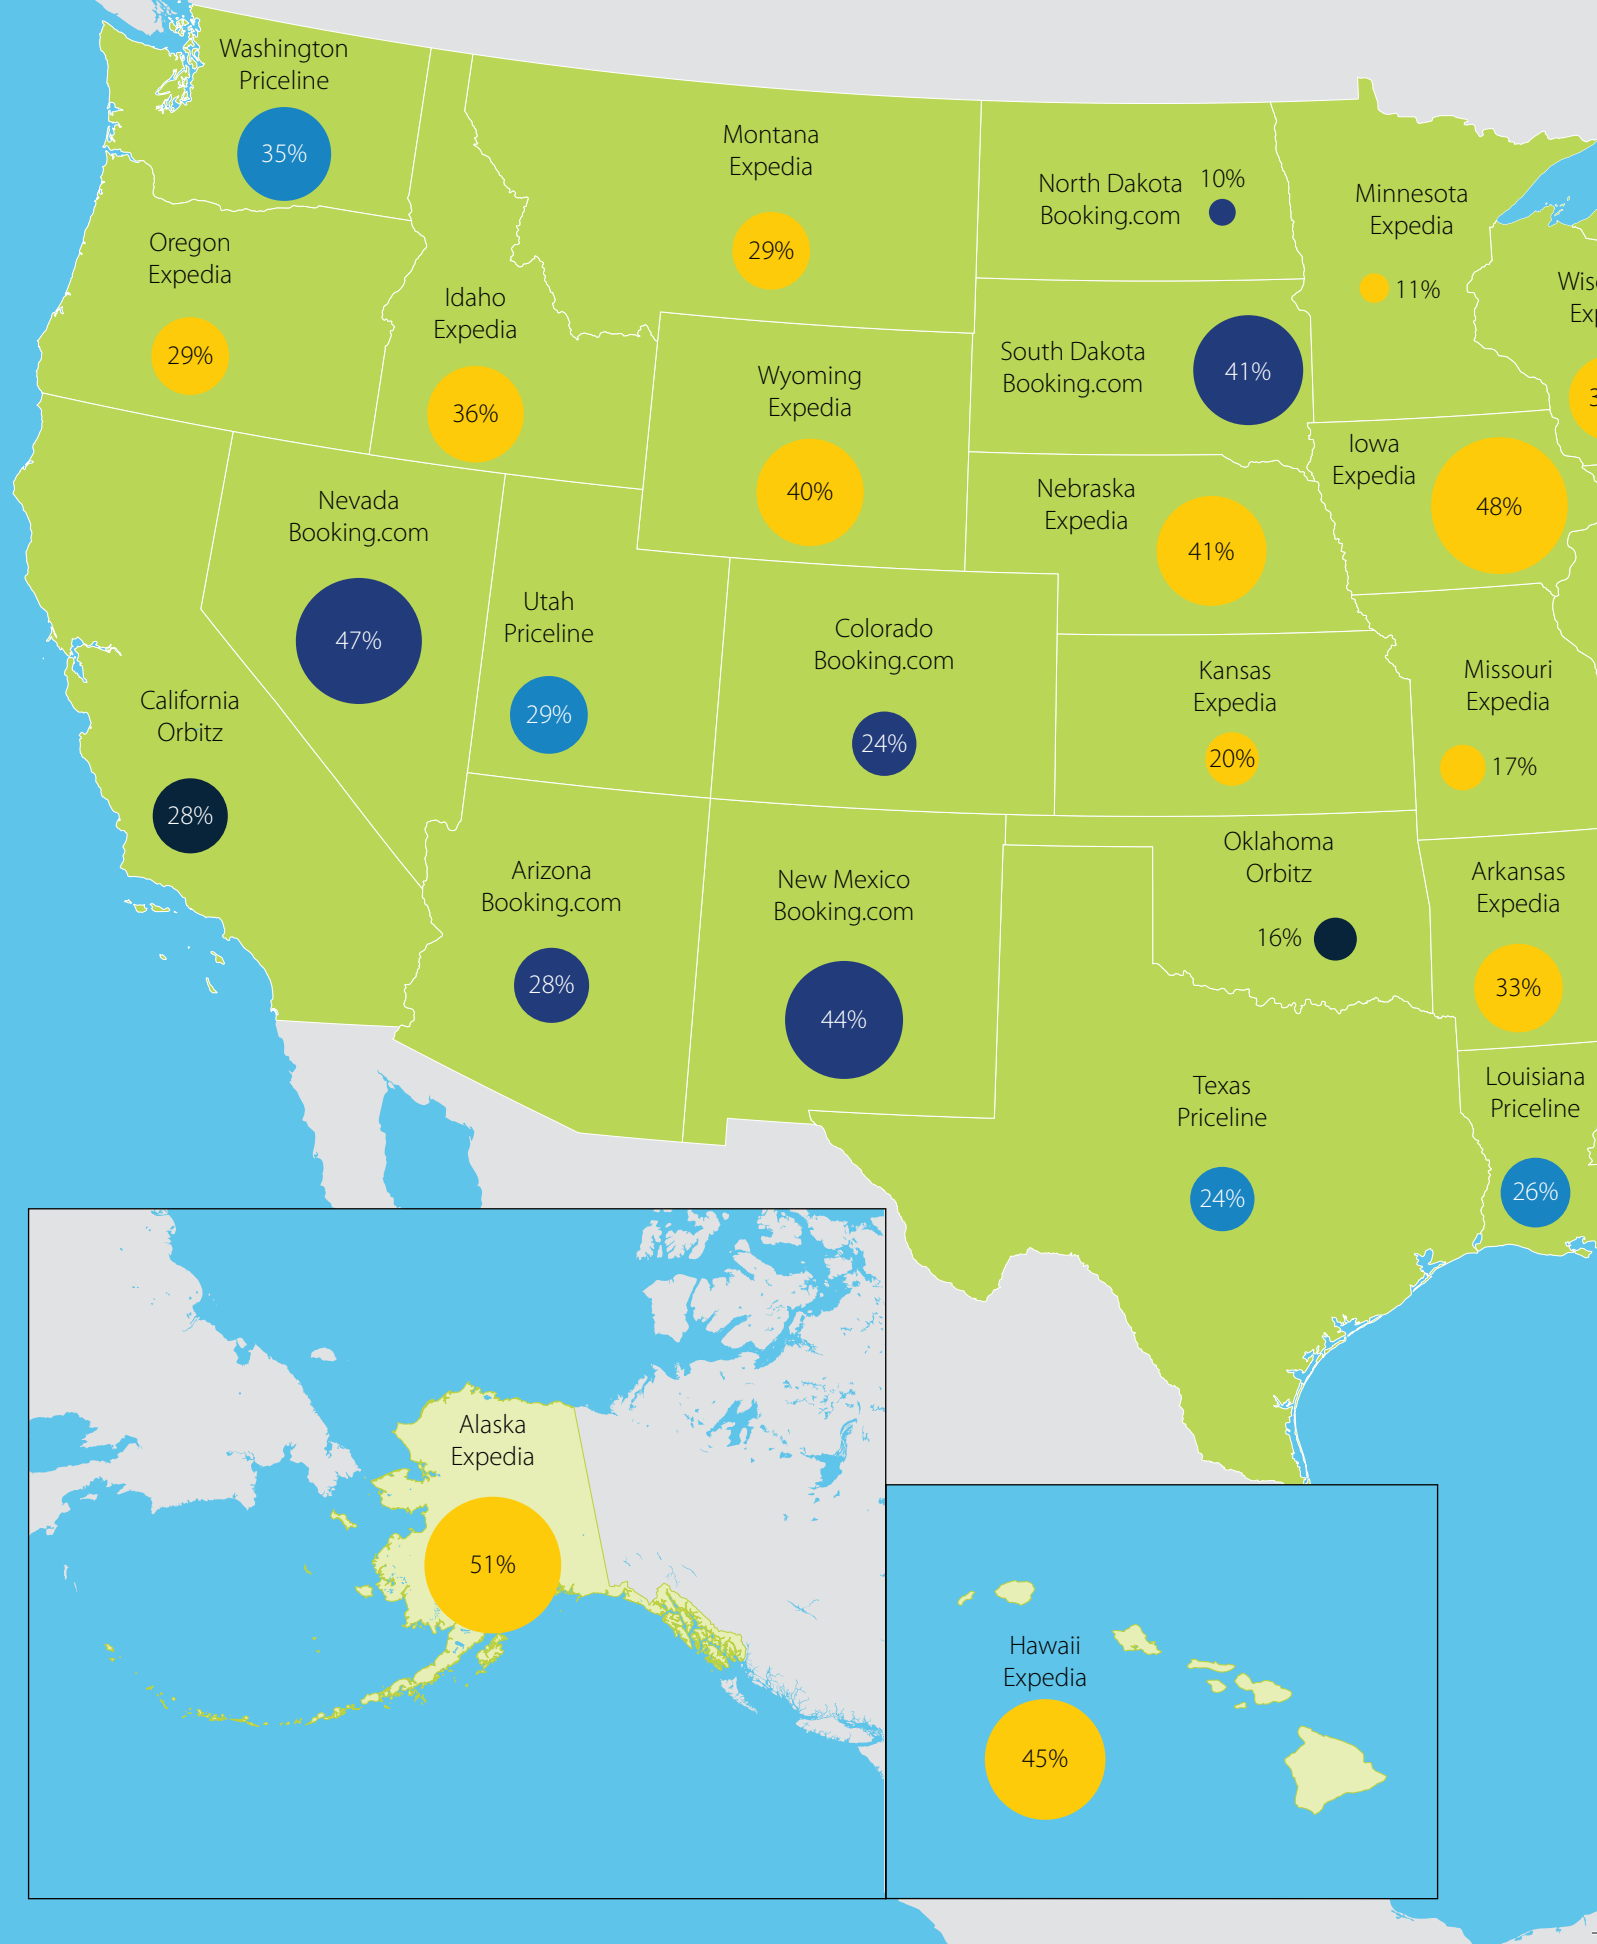 Washington
Priceline
35%
Montana
Expedia
29%
North Dakota
Booking.com
10%
Minnesota
Expedia
11%
Oregon
Expedia
29%
Idaho
Expedia
36%
Wyoming
Expedia
40%
South Dakota
Booking.com
41%
Iowa
Expedia
48%
Nebraska
Expedia
41%
Nevada
Booking.com
47%
Utah
Priceline
29%
Colorado
Booking.com
24%
Kansas
Expedia
20%
Missouri
Expedia
17%
California
Orbitz
28%
Arizona
Booking.com
28%
New Mexico
Booking.com
44%
Oklahoma
Orbitz
16%
Arkansas
Expedia
33%
Texas
Priceline
24%
Louisiana
Priceline
26%
Alaska
Expedia
51%
Hawaii
Expedia
45%